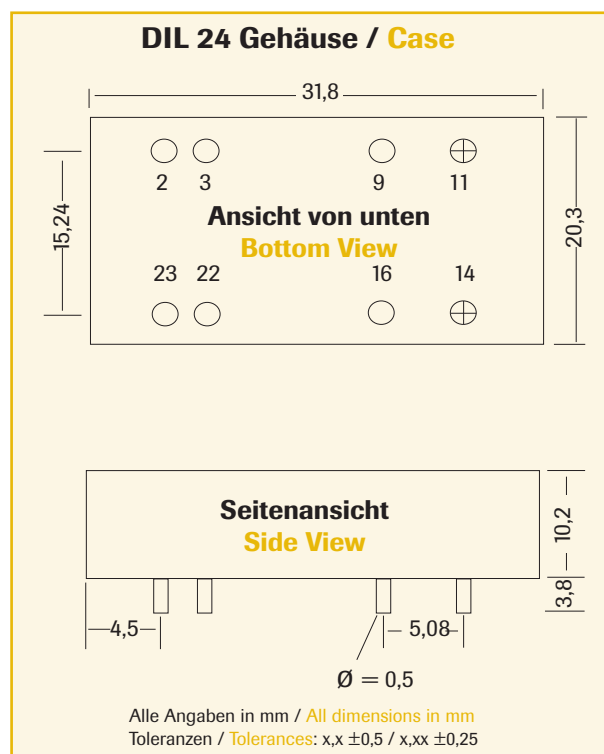 DIL 24 Gehäuse / Case
31,8
2 3 9 11
15,24
Ansicht von unten
Bottom View
20,3
23 22 16 14
Seitenansicht
Side View
10,2
3,8
4,5
5,08
Ø = 0,5
Alle Angaben in mm / All dimensions in mm
Toleranzen / Tolerances: x,x ±0,5 / x,xx ±0,25